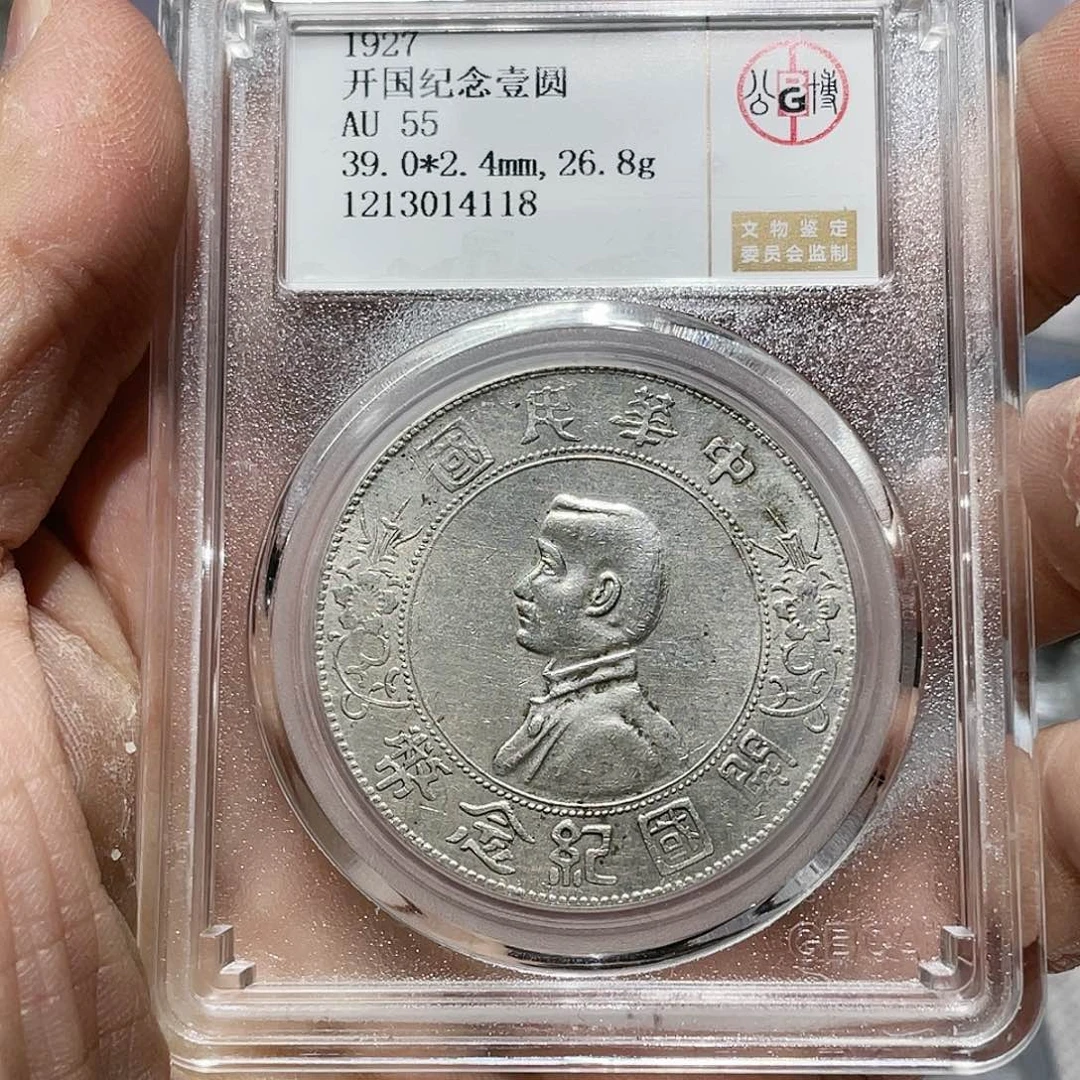 1927
开国纪念壹圆
AU 55
39.0*2.4mm,26.8g
1213014118
公 BG 博
文物鉴定
委员会监制
中華民國
開國紀念幣